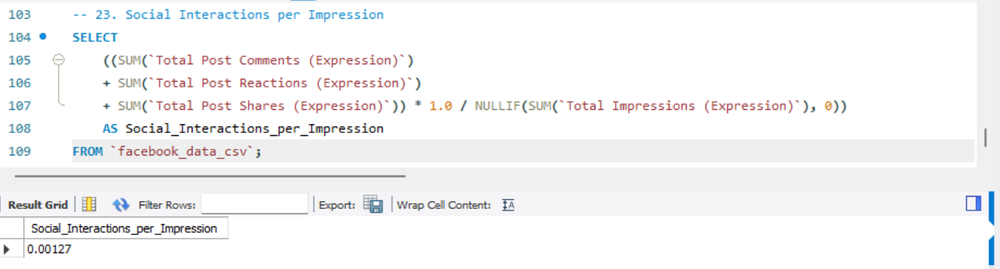 103 -- 23. Social Interactions per Impression
104 SELECT
105 ((SUM(`Total Post Comments (Expression)`)
106 + SUM(`Total Post Reactions (Expression)`)
107 + SUM(`Total Post Shares (Expression)`)) * 1.0 / NULLIF(SUM(`Total Impressions (Expression)`), 0))
108 AS Social_Interactions_per_Impression
109 FROM `facebook_data_csv`;
Result Grid Filter Rows: Export: Wrap Cell Content:
Social_Interactions_per_Impression
0.00127